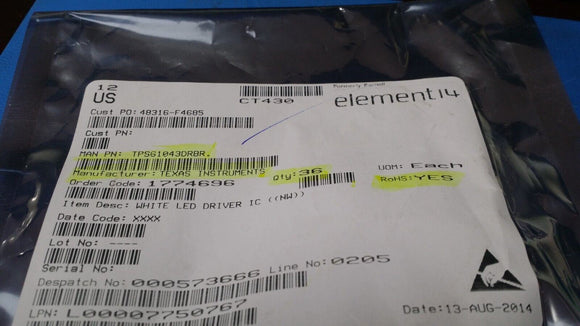 12
US
CT430
Formerly Farnell
element14
Cust PO: 48316-F4685
Cust PN:
MAN PN: TPS61043DRBR.
Manufacturer: TEXAS INSTRUMENTS Qty: 36 UOM: Each
Order Code: 1774696 RoHS: YES
Item Desc: WHITE LED DRIVER IC ((NW))
Date Code: XXXX
Lot No: ----
Serial No:
Despatch No: 000573666 Line No: 0205
LPN: L00007750767 Date: 13-AUG-2014